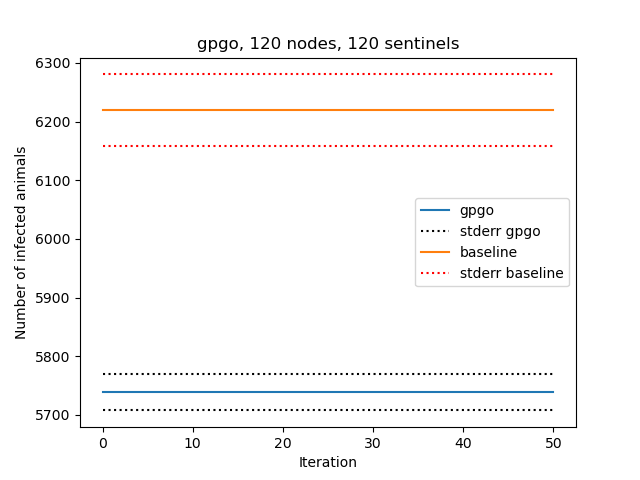 gpgo, 120 nodes, 120 sentinels
6300
6200
6100
6000
5900
5800
5700
Number of infected animals
gpgo
stderr gpgo
baseline
stderr baseline
0 10 20 30 40 50
Iteration